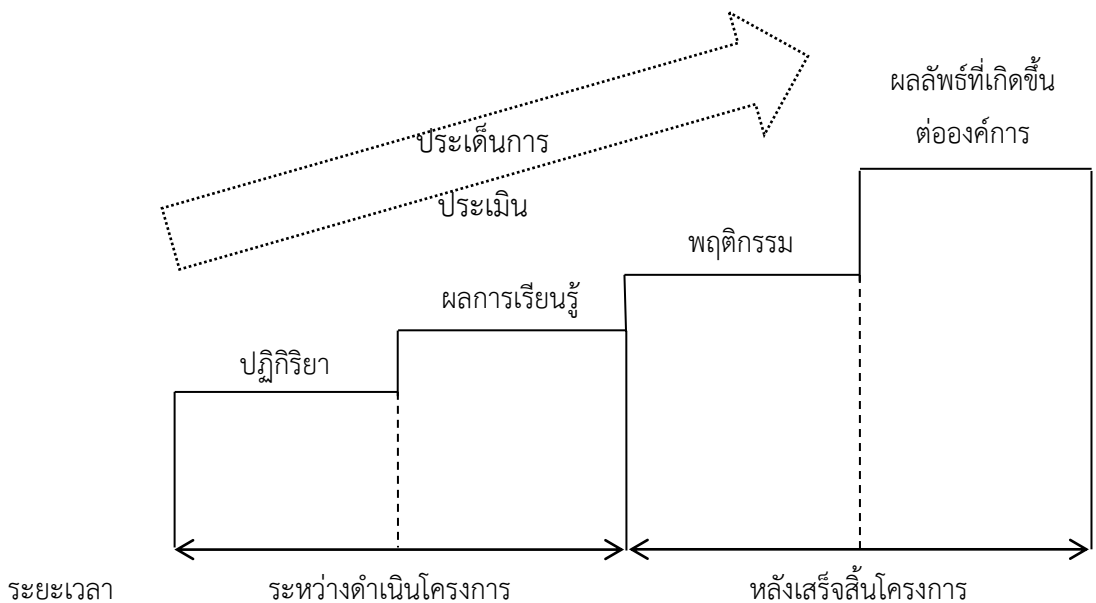 ผลลัพธ์ที่เกิดขึ้น
ต่อองค์การ
ประเด็นการ
ประเมิน
พฤติกรรม
ผลการเรียนรู้
ปฏิกิริยา
ระยะเวลา ระหว่างดำเนินโครงการ หลังเสร็จสิ้นโครงการ